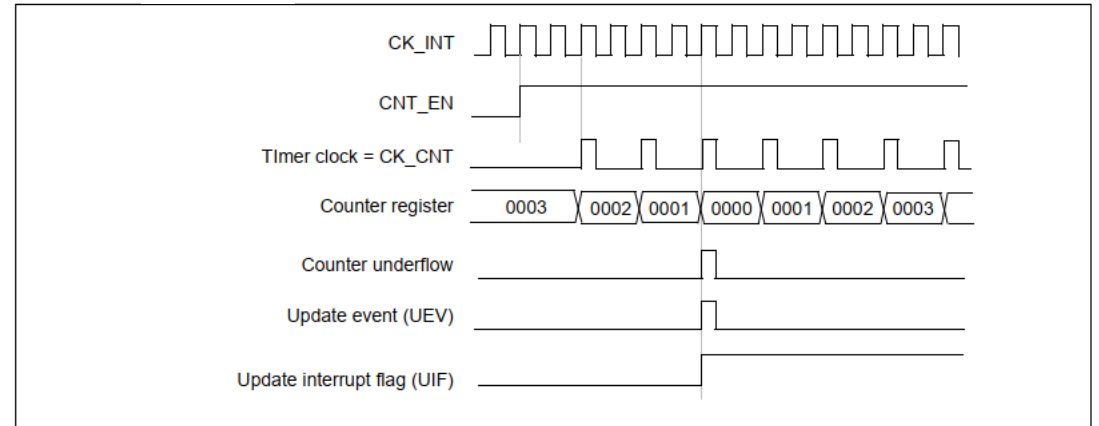 CK_INT
CNT_EN
TImer clock = CK_CNT
Counter register 0003 0002 0001 0000 0001 0002 0003
Counter underflow
Update event (UEV)
Update interrupt flag (UIF)